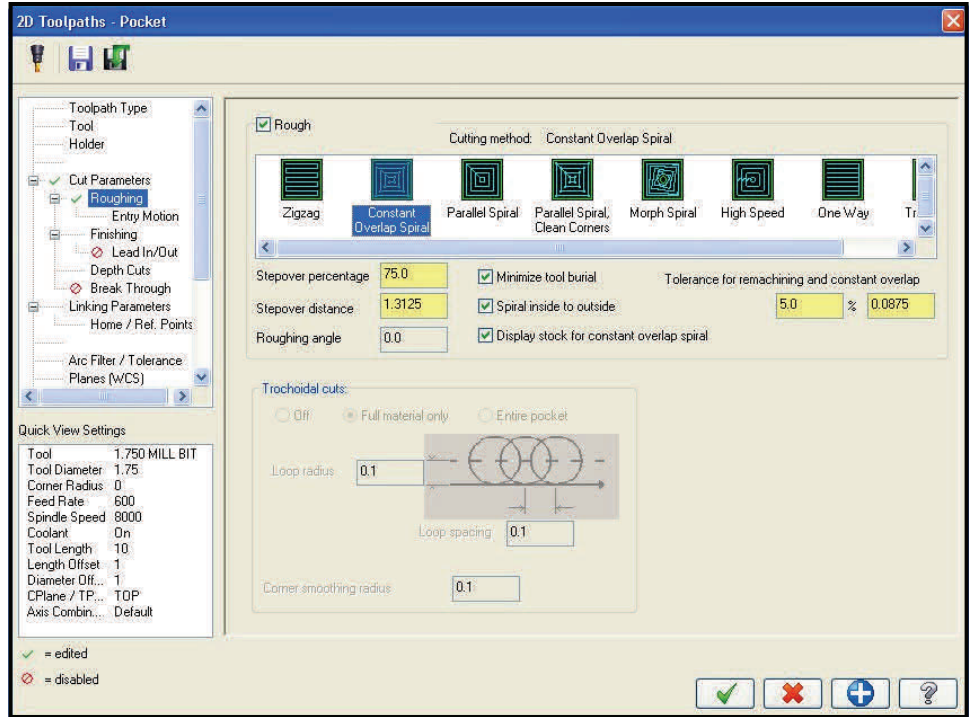 2D Toolpaths - Pocket
Toolpath Type
Tool
Holder
Cut Parameters
Roughing
Entry Motion
Finishing
Lead In/Out
Depth Cuts
Break Through
Linking Parameters
Home / Ref. Points
Arc Filter / Tolerance
Planes (WCS)
Quick View Settings
Tool 1.750 MILL BIT
Tool Diameter 1.75
Corner Radius 0
Feed Rate 600
Spindle Speed 8000
Coolant On
Tool Length 10
Length Offset 1
Diameter Off... 1
CPlane / TP... TOP
Axis Combin... Default
= edited
= disabled
Rough
Cutting method: Constant Overlap Spiral
Zigzag
Constant Overlap Spiral
Parallel Spiral
Parallel Spiral, Clean Corners
Morph Spiral
High Speed
One Way
Tr
Stepover percentage 75.0
Stepover distance 1.3125
Roughing angle 0.0
Minimize tool burial
Spiral inside to outside
Display stock for constant overlap spiral
Tolerance for remachining and constant overlap
5.0 % 0.0875
Trochoidal cuts:
Off Full material only Entire pocket
Loop radius 0.1
Loop spacing 0.1
Corner smoothing radius 0.1
?